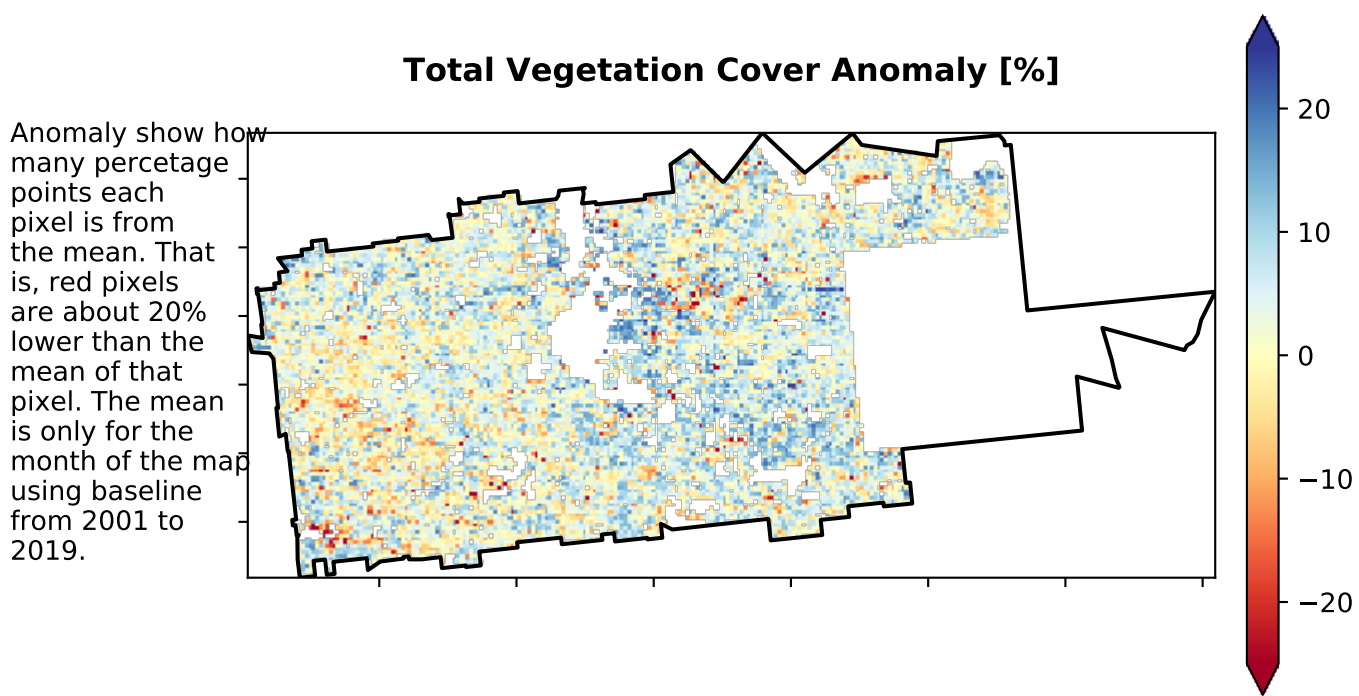 Total Vegetation Cover Anomaly [%]
Anomaly show how
many percetage
points each
pixel is from
the mean. That
is, red pixels
are about 20%
lower than the
mean of that
pixel. The mean
is only for the
month of the map
using baseline
from 2001 to
2019.
20
10
0
−10
−20